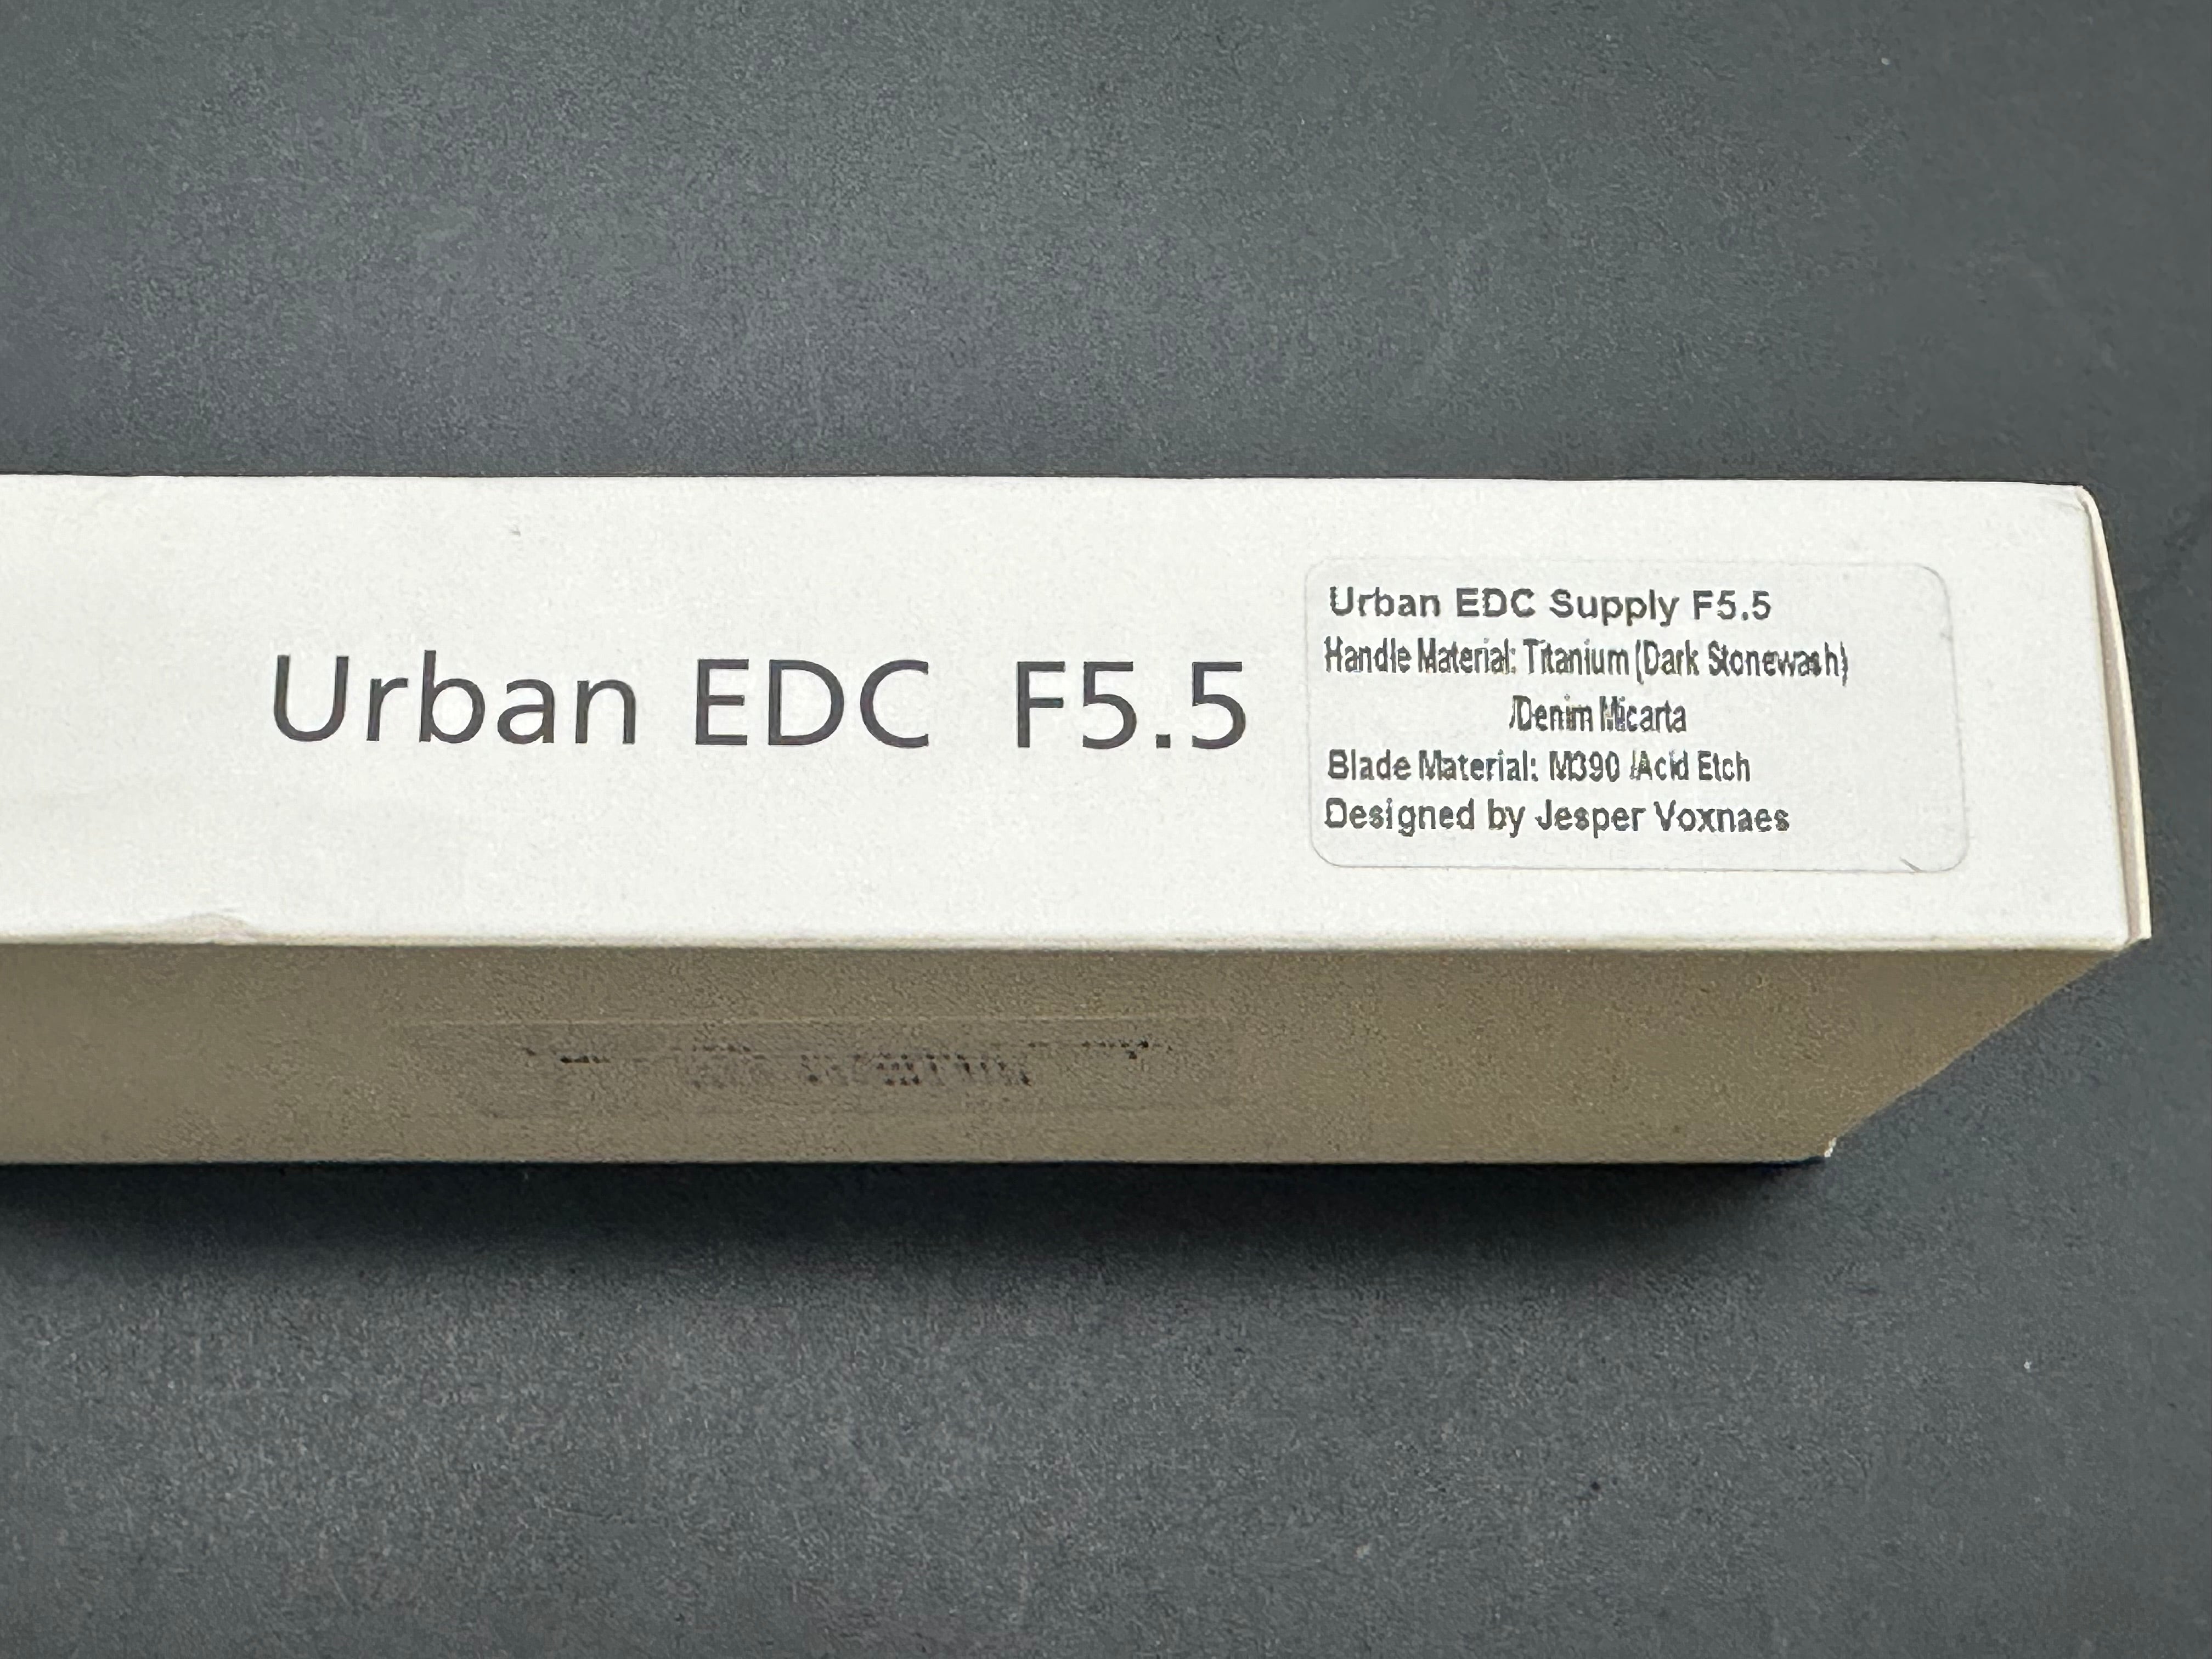 Urban EDC F5.5
Urban EDC Supply F5.5
Handle Material: Titanium (Dark Stonewash)
/Denim Micarta
Blade Material: M390 /Acid Etch
Designed by Jesper Voxnaes